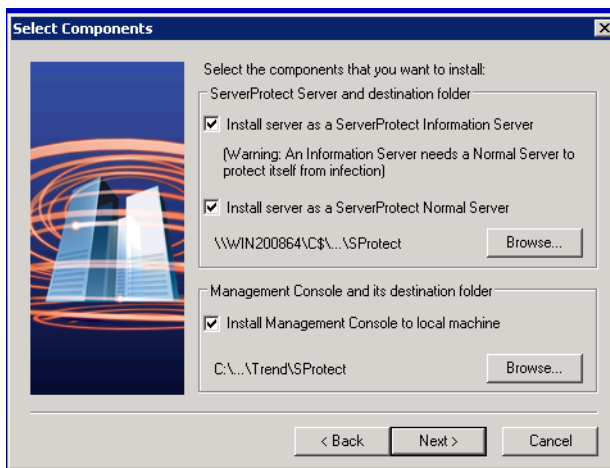 Select Components
Select the components that you want to install:
ServerProtect Server and destination folder
Install server as a ServerProtect Information Server
(Warning: An Information Server needs a Normal Server to
protect itself from infection)
Install server as a ServerProtect Normal Server
\\WIN200864\C$\...\SProtect
Browse...
Management Console and its destination folder
Install Management Console to local machine
C:\...\Trend\SProtect
Browse...
< Back
Next >
Cancel